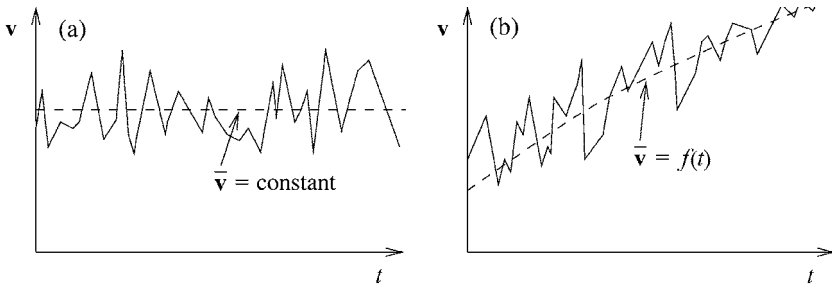 v (a)
v̄ = constant
t
v (b)
v̄ = f(t)
t